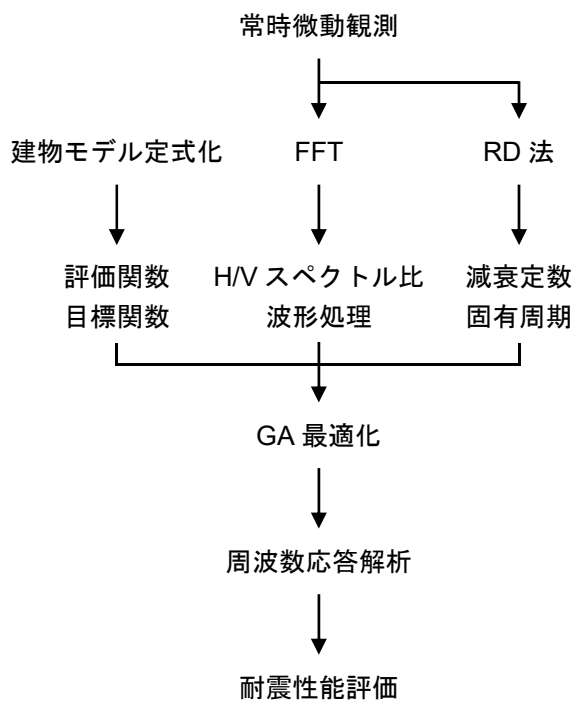 常時微動観測
建物モデル定式化
FFT
RD 法
評価関数
目標関数
H/V スペクトル比
波形処理
減衰定数
固有周期
GA 最適化
周波数応答解析
耐震性能評価